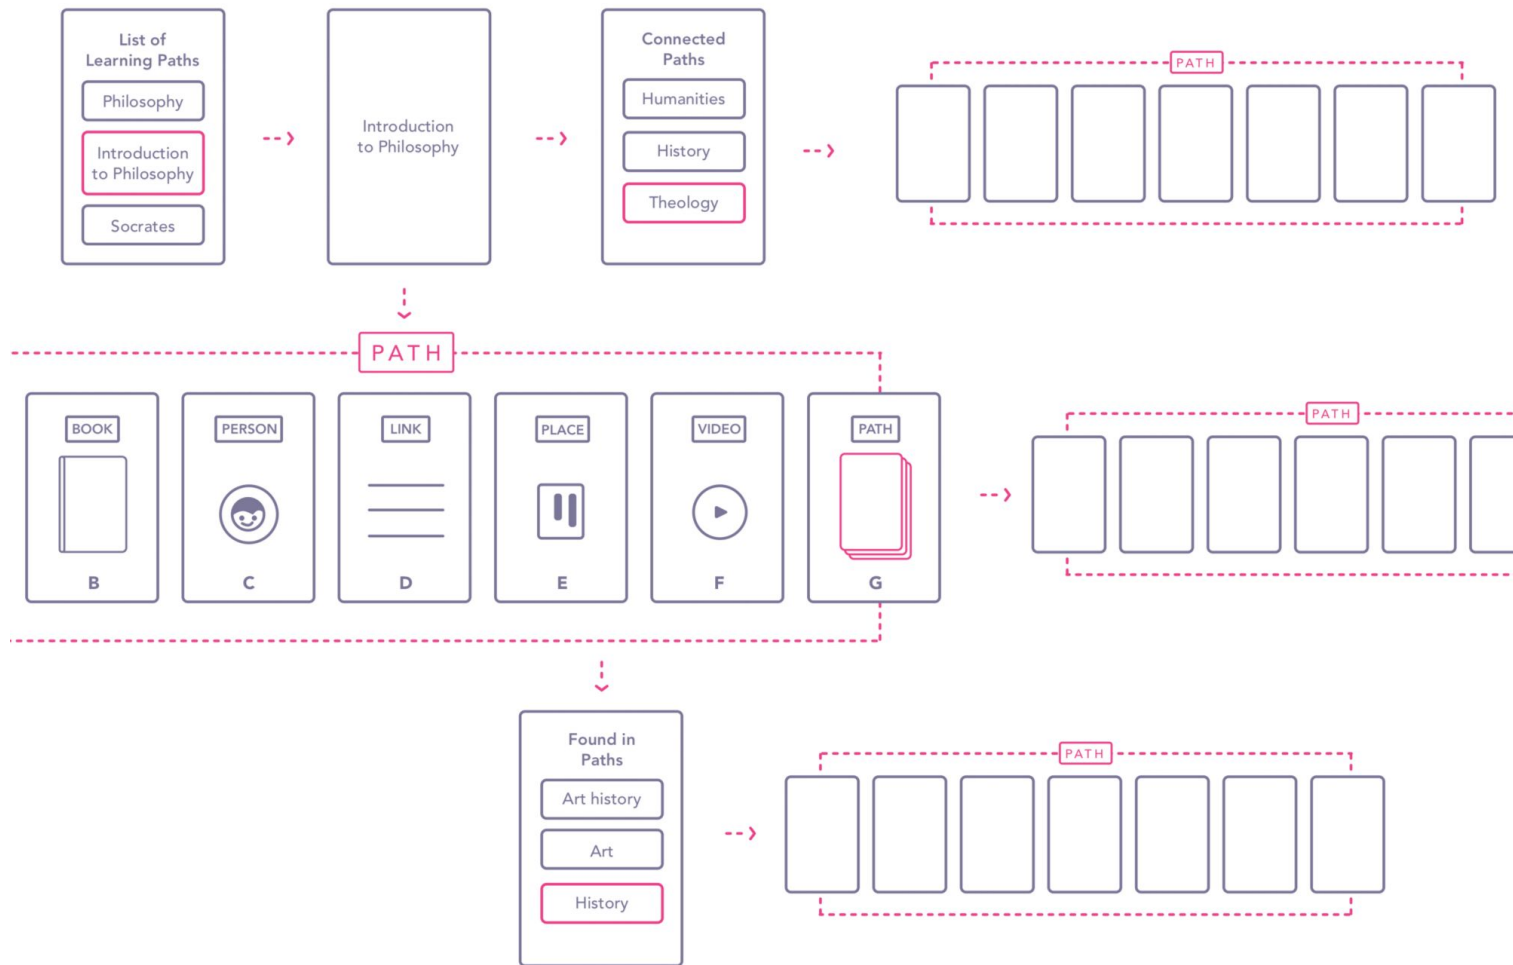 List of
Learning Paths
Philosophy
Introduction
to Philosophy
Socrates
Introduction
to Philosophy
Connected
Paths
Humanities
History
Theology
PATH
PATH
BOOK
B
PERSON
C
LINK
D
PLACE
E
VIDEO
F
PATH
G
PATH
Found in
Paths
Art history
Art
History
PATH